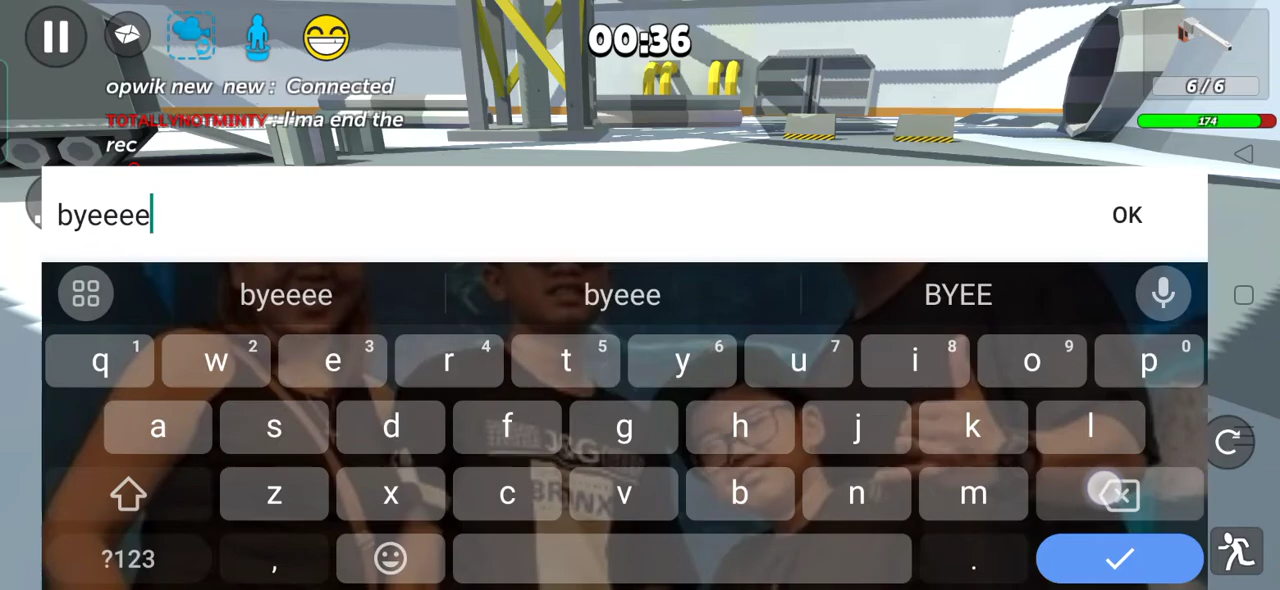 00:36
opwik new new : Connected
TOTALLYNOTMINTY : Ima end the
rec
6 / 6
174
byeeee
OK
byeeee byeee BYEE
q 1 w 2 e 3 r 4 t 5 y 6 u 7 i 8 o 9 p 0
a s d f g h j k l
z x c v b n m
?123 , .